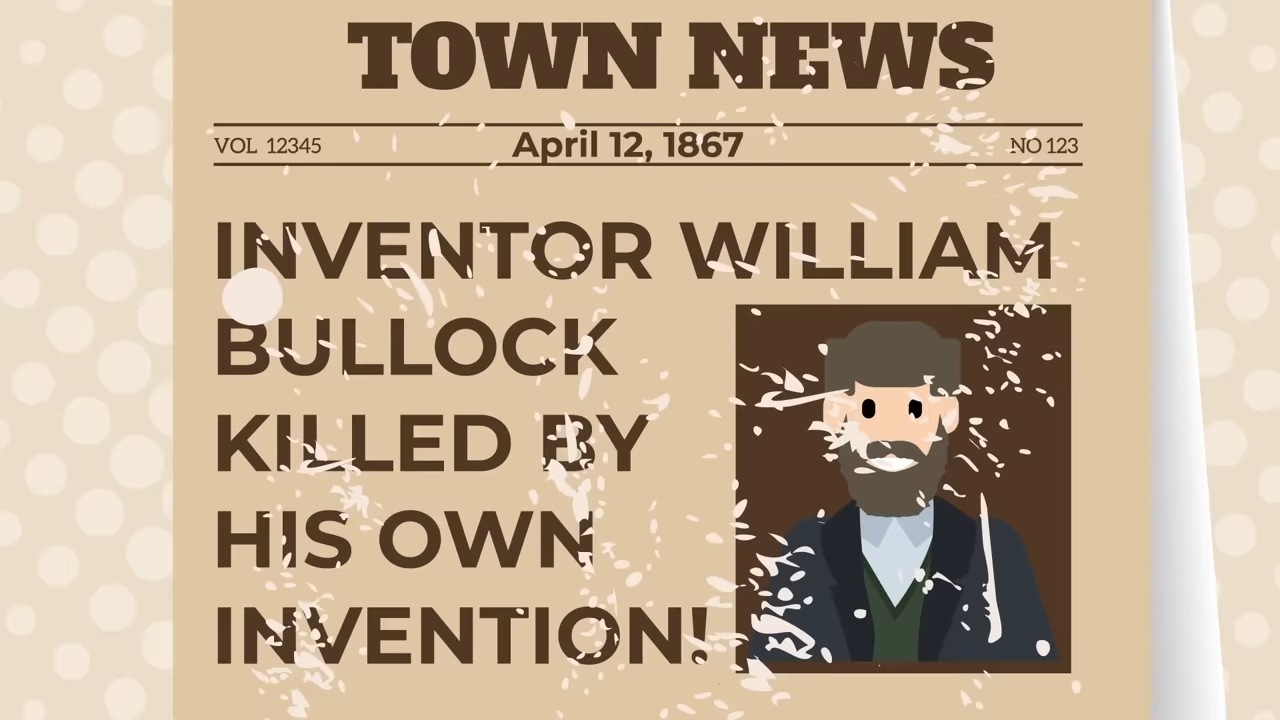 TOWN NEWS
VOL 12345 April 12, 1867 NO 123
INVENTOR WILLIAM
BULLOCK
KILLED BY
HIS OWN
INVENTION!